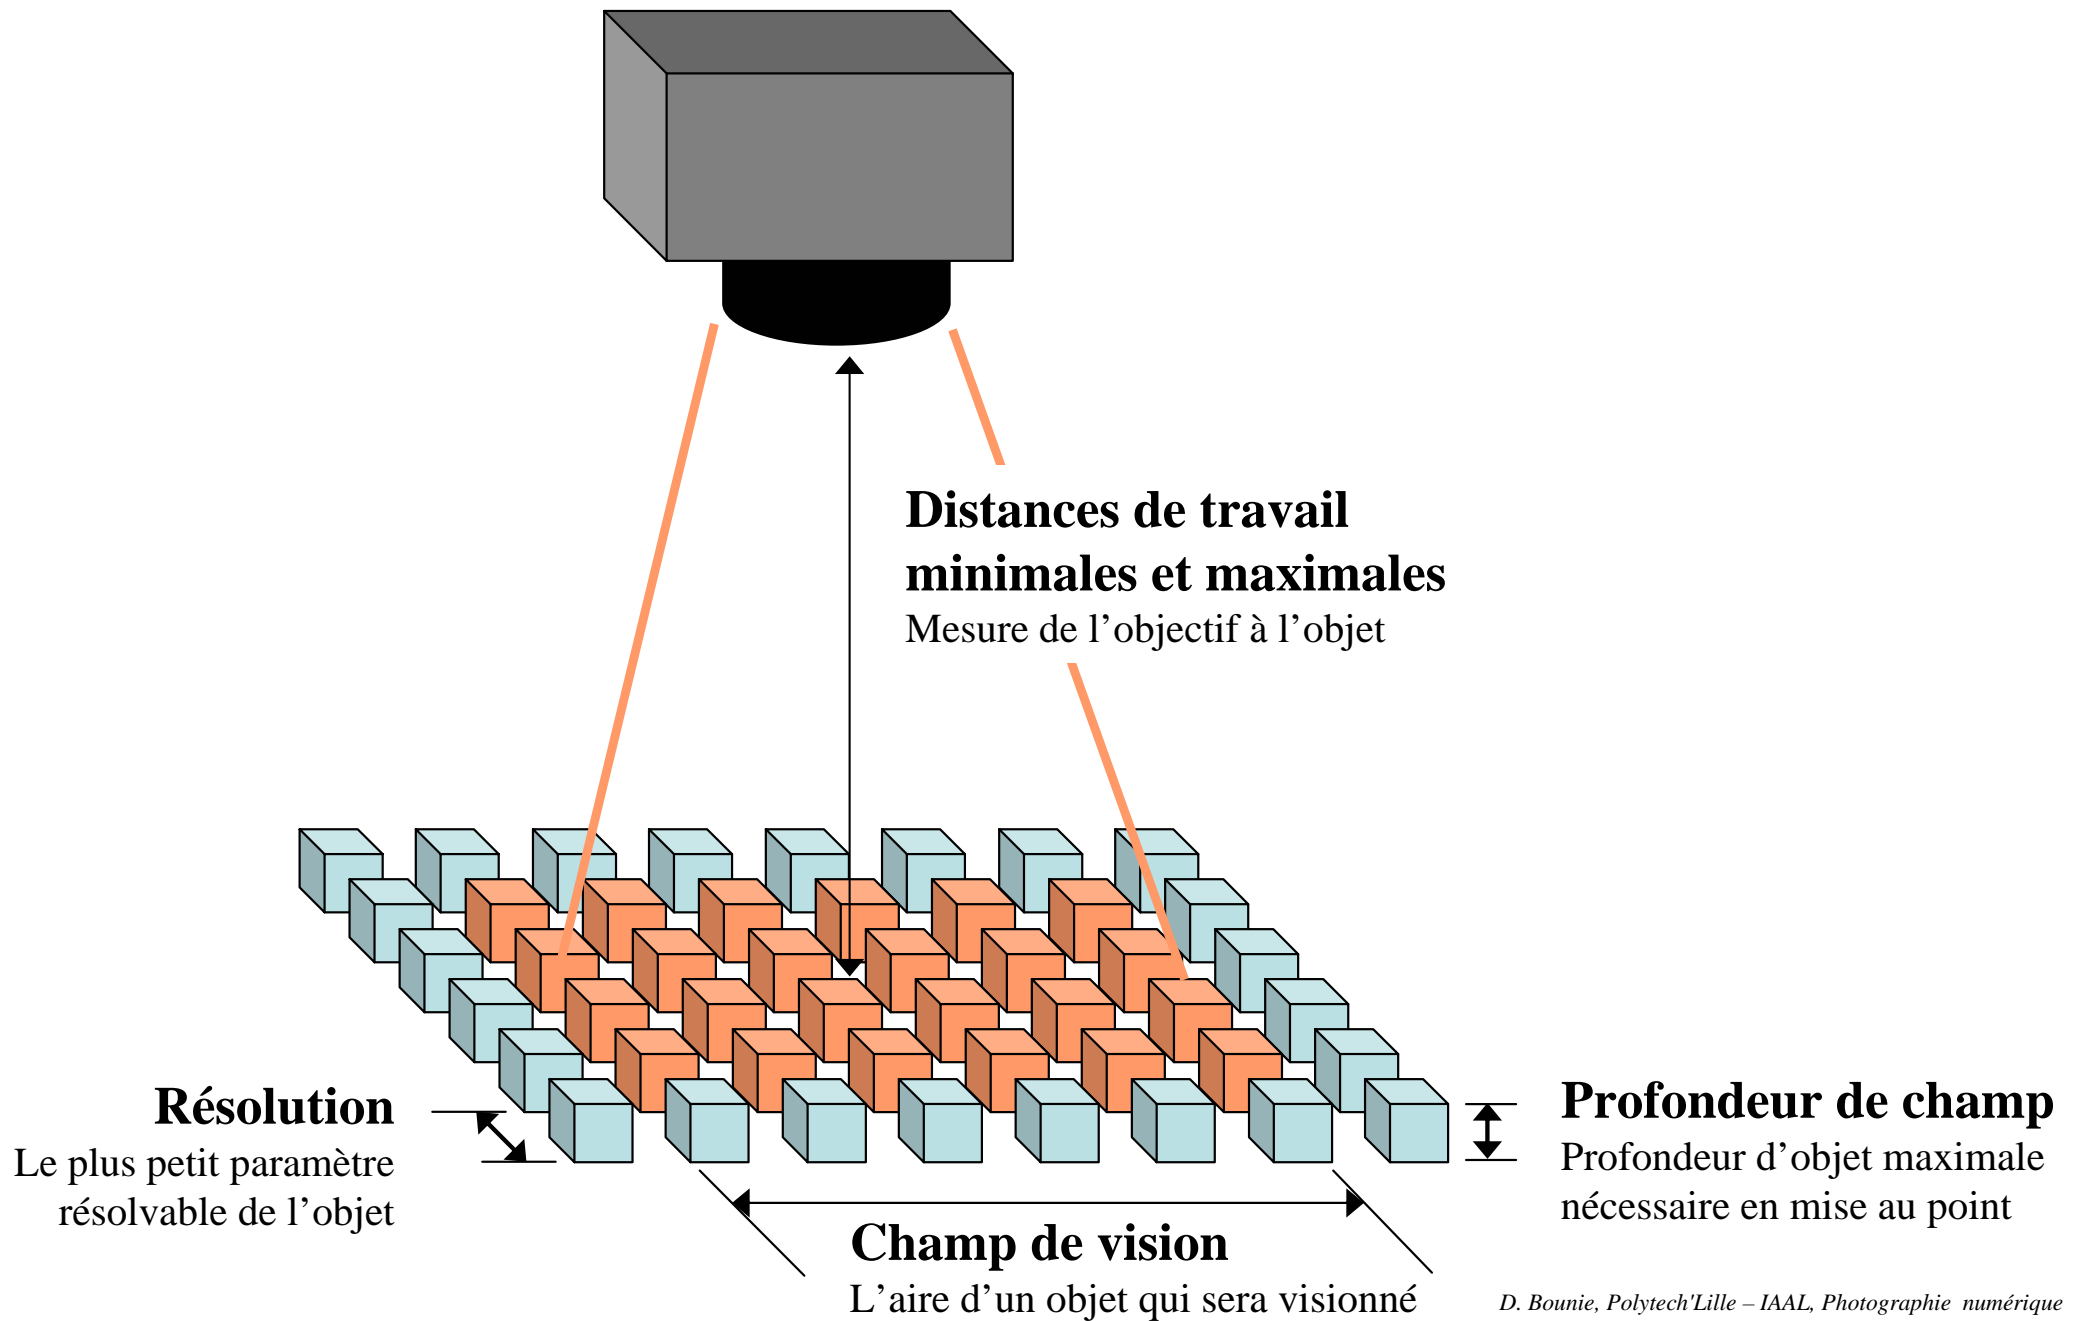 Distances de travail
minimales et maximales
Mesure de l’objectif à l’objet
Résolution
Le plus petit paramètre
résolvable de l’objet
Profondeur de champ
Profondeur d’objet maximale
nécessaire en mise au point
Champ de vision
L’aire d’un objet qui sera visionné
D. Bounie, Polytech'Lille – IAAL, Photographie numérique